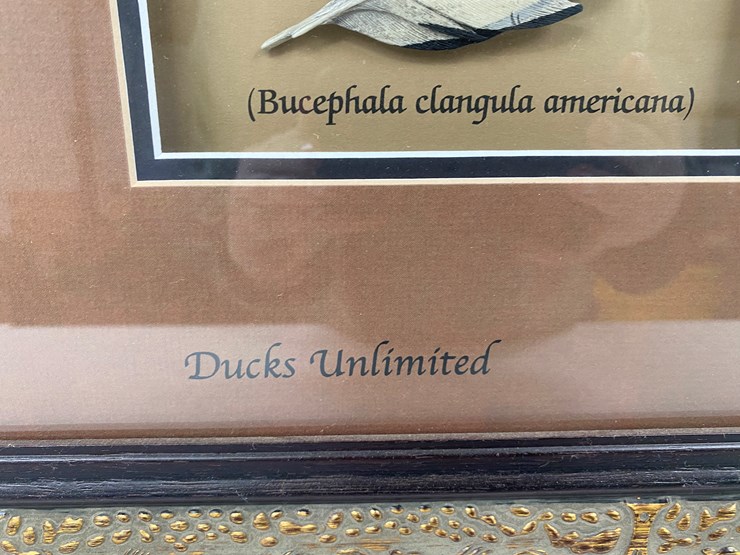 (Bucephala clangula americana)
Ducks Unlimited